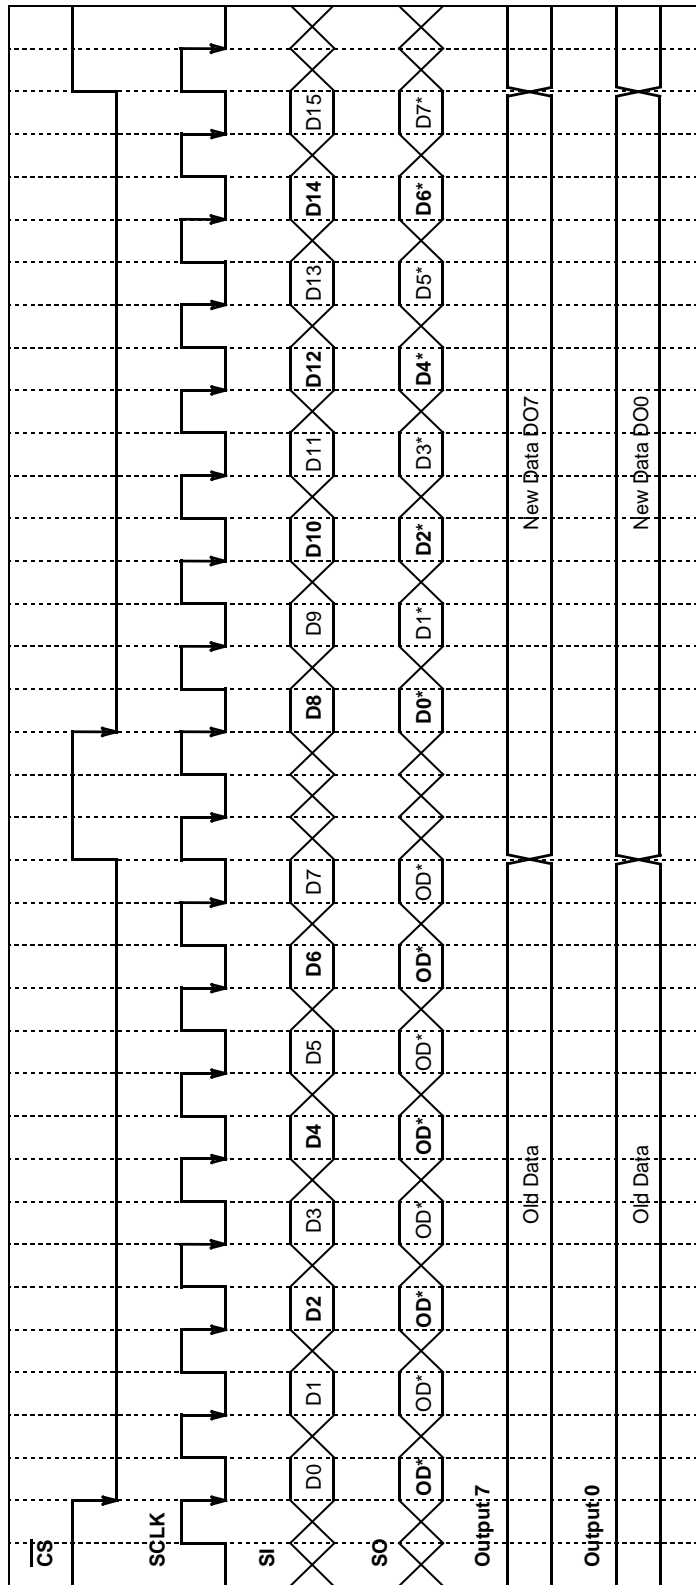 CS
SCLK
SI
D0 D1 D2 D3 D4 D5 D6 D7 D8 D9 D10 D11 D12 D13 D14 D15
SO
OD* OD* OD* OD* OD* OD* OD* OD* D0* D1* D2* D3* D4* D5* D6* D7*
Output 7
Old Data New Data DO7
Output 0
Old Data New Data DO0